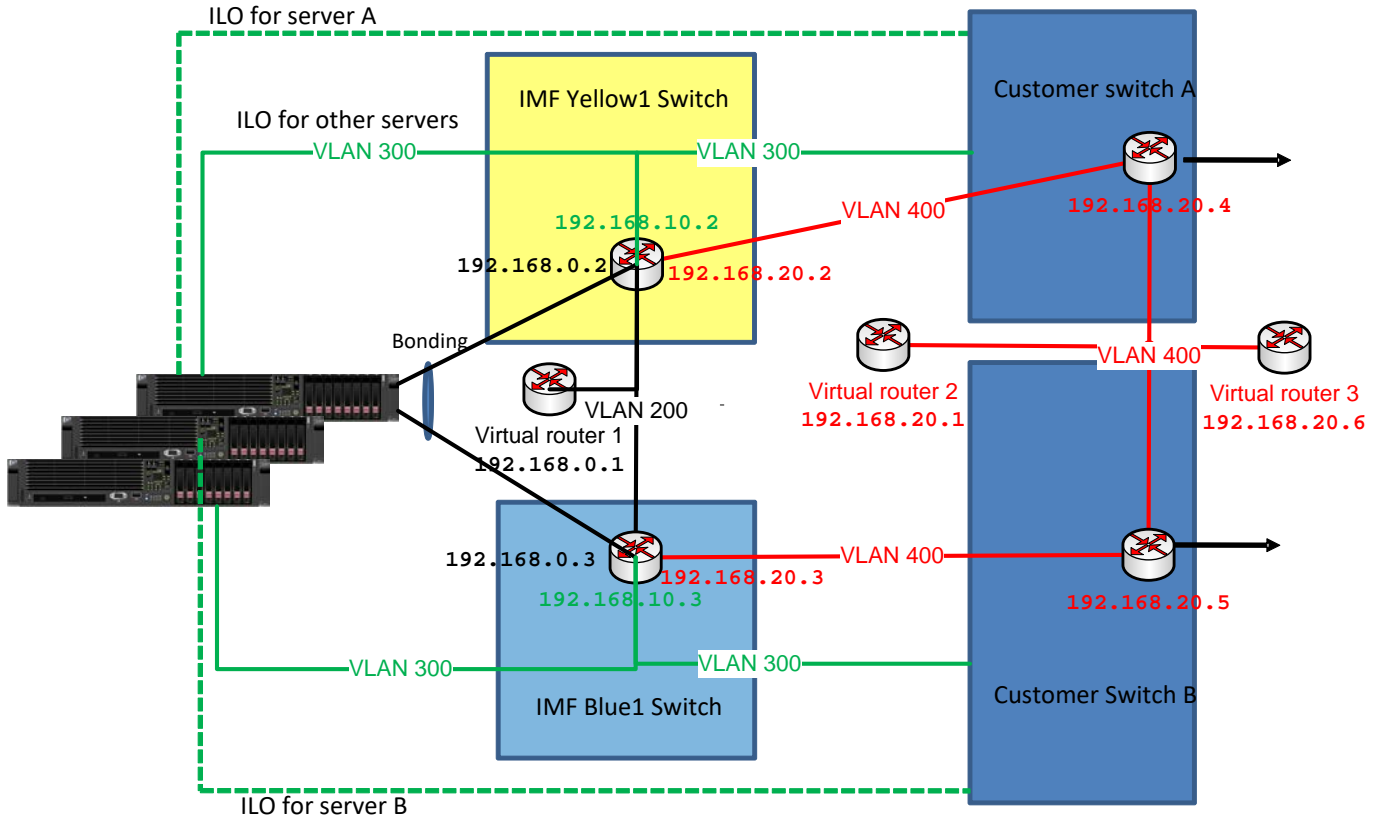 ILO for server A
IMF Yellow1 Switch
Customer switch A
ILO for other servers
VLAN 300
VLAN 300
VLAN 400
192.168.20.4
192.168.10.2
192.168.0.2
192.168.20.2
Bonding
VLAN 400
VLAN 200
-
Virtual router 1
192.168.0.1
Virtual router 2
192.168.20.1
Virtual router 3
192.168.20.6
192.168.0.3
VLAN 400
192.168.20.3
192.168.10.3
192.168.20.5
VLAN 300
VLAN 300
IMF Blue1 Switch
Customer Switch B
ILO for server B